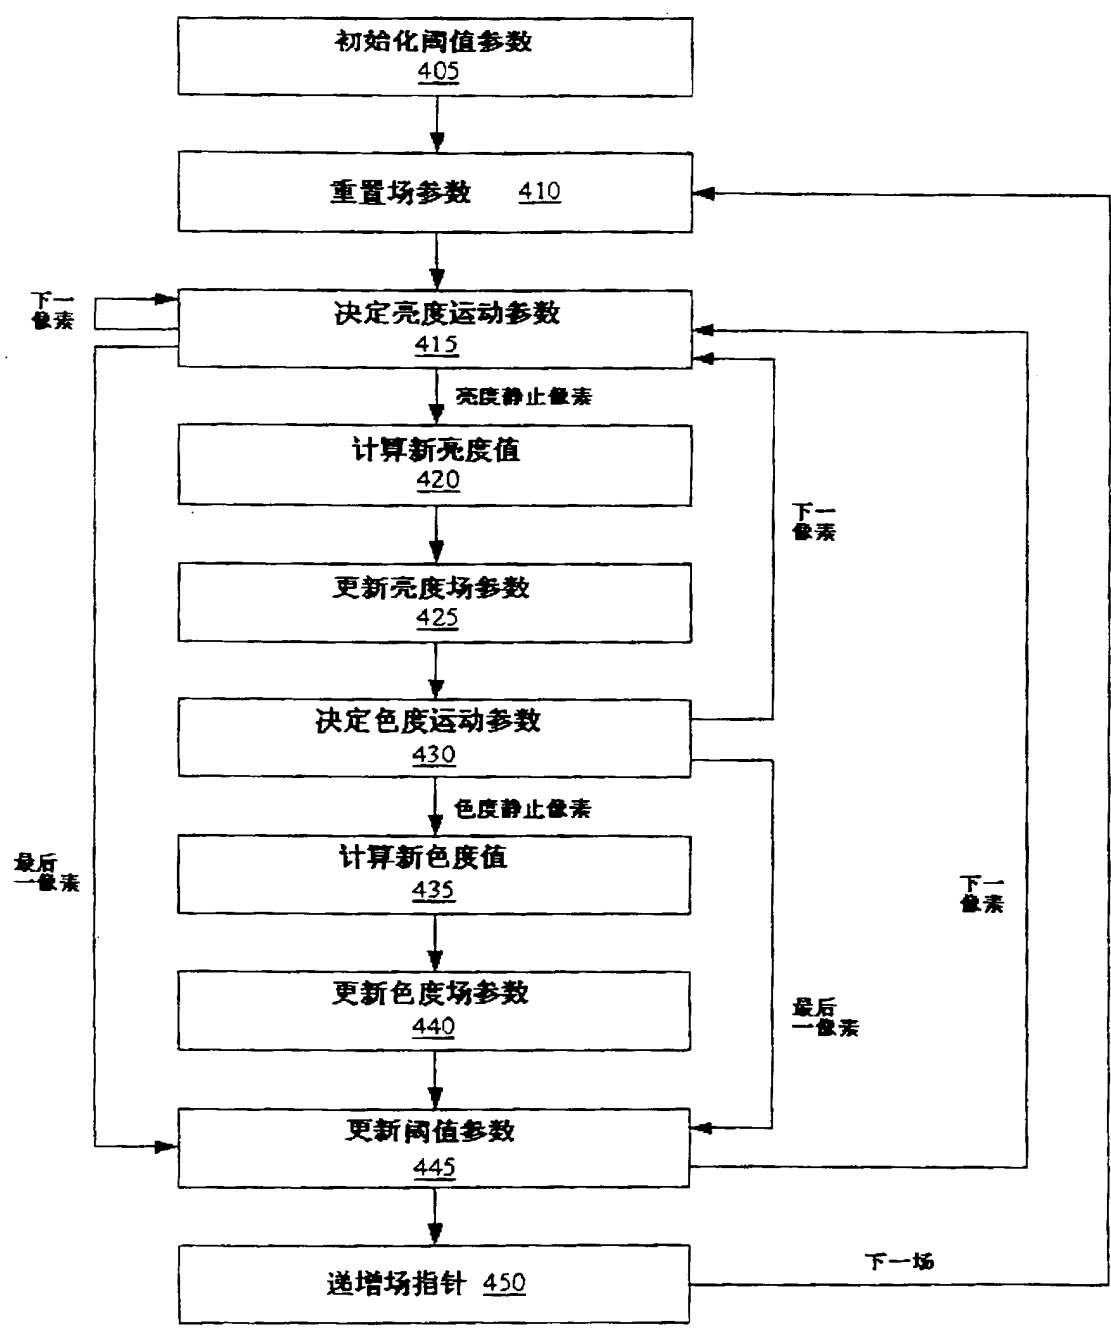 初始化阈值参数
405
重置场参数 410
下一
像素
决定亮度运动参数
415
亮度静止像素
计算新亮度值
420
下一
像素
更新亮度场参数
425
决定色度运动参数
430
色度静止像素
计算新色度值
435
最后
一像素
下一
像素
更新色度场参数
440
最后
一像素
更新阈值参数
445
递增场指针 450
下一场